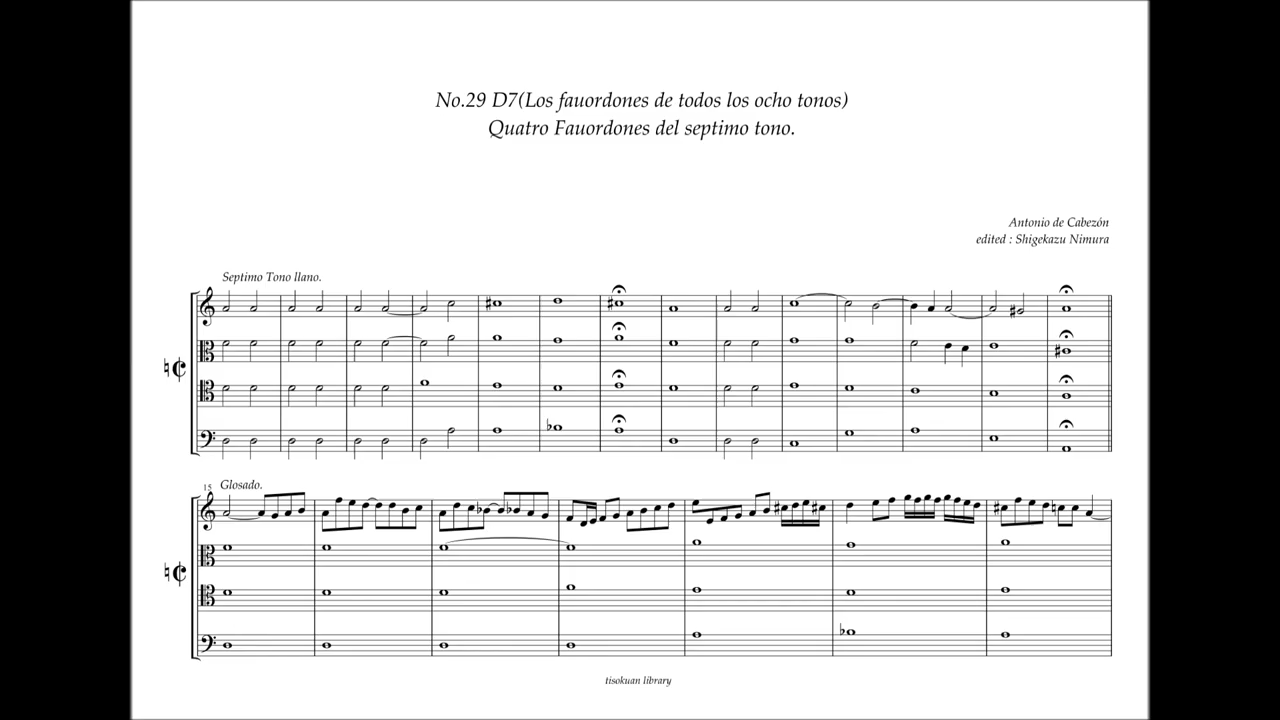 No.29 D7(Los fauordones de todos los ocho tonos)
Quatro Fauordones del septimo tono.
Antonio de Cabezón
edited : Shigekazu Nimura
Septimo Tono llano.
15 Glosado.
tisokuan library